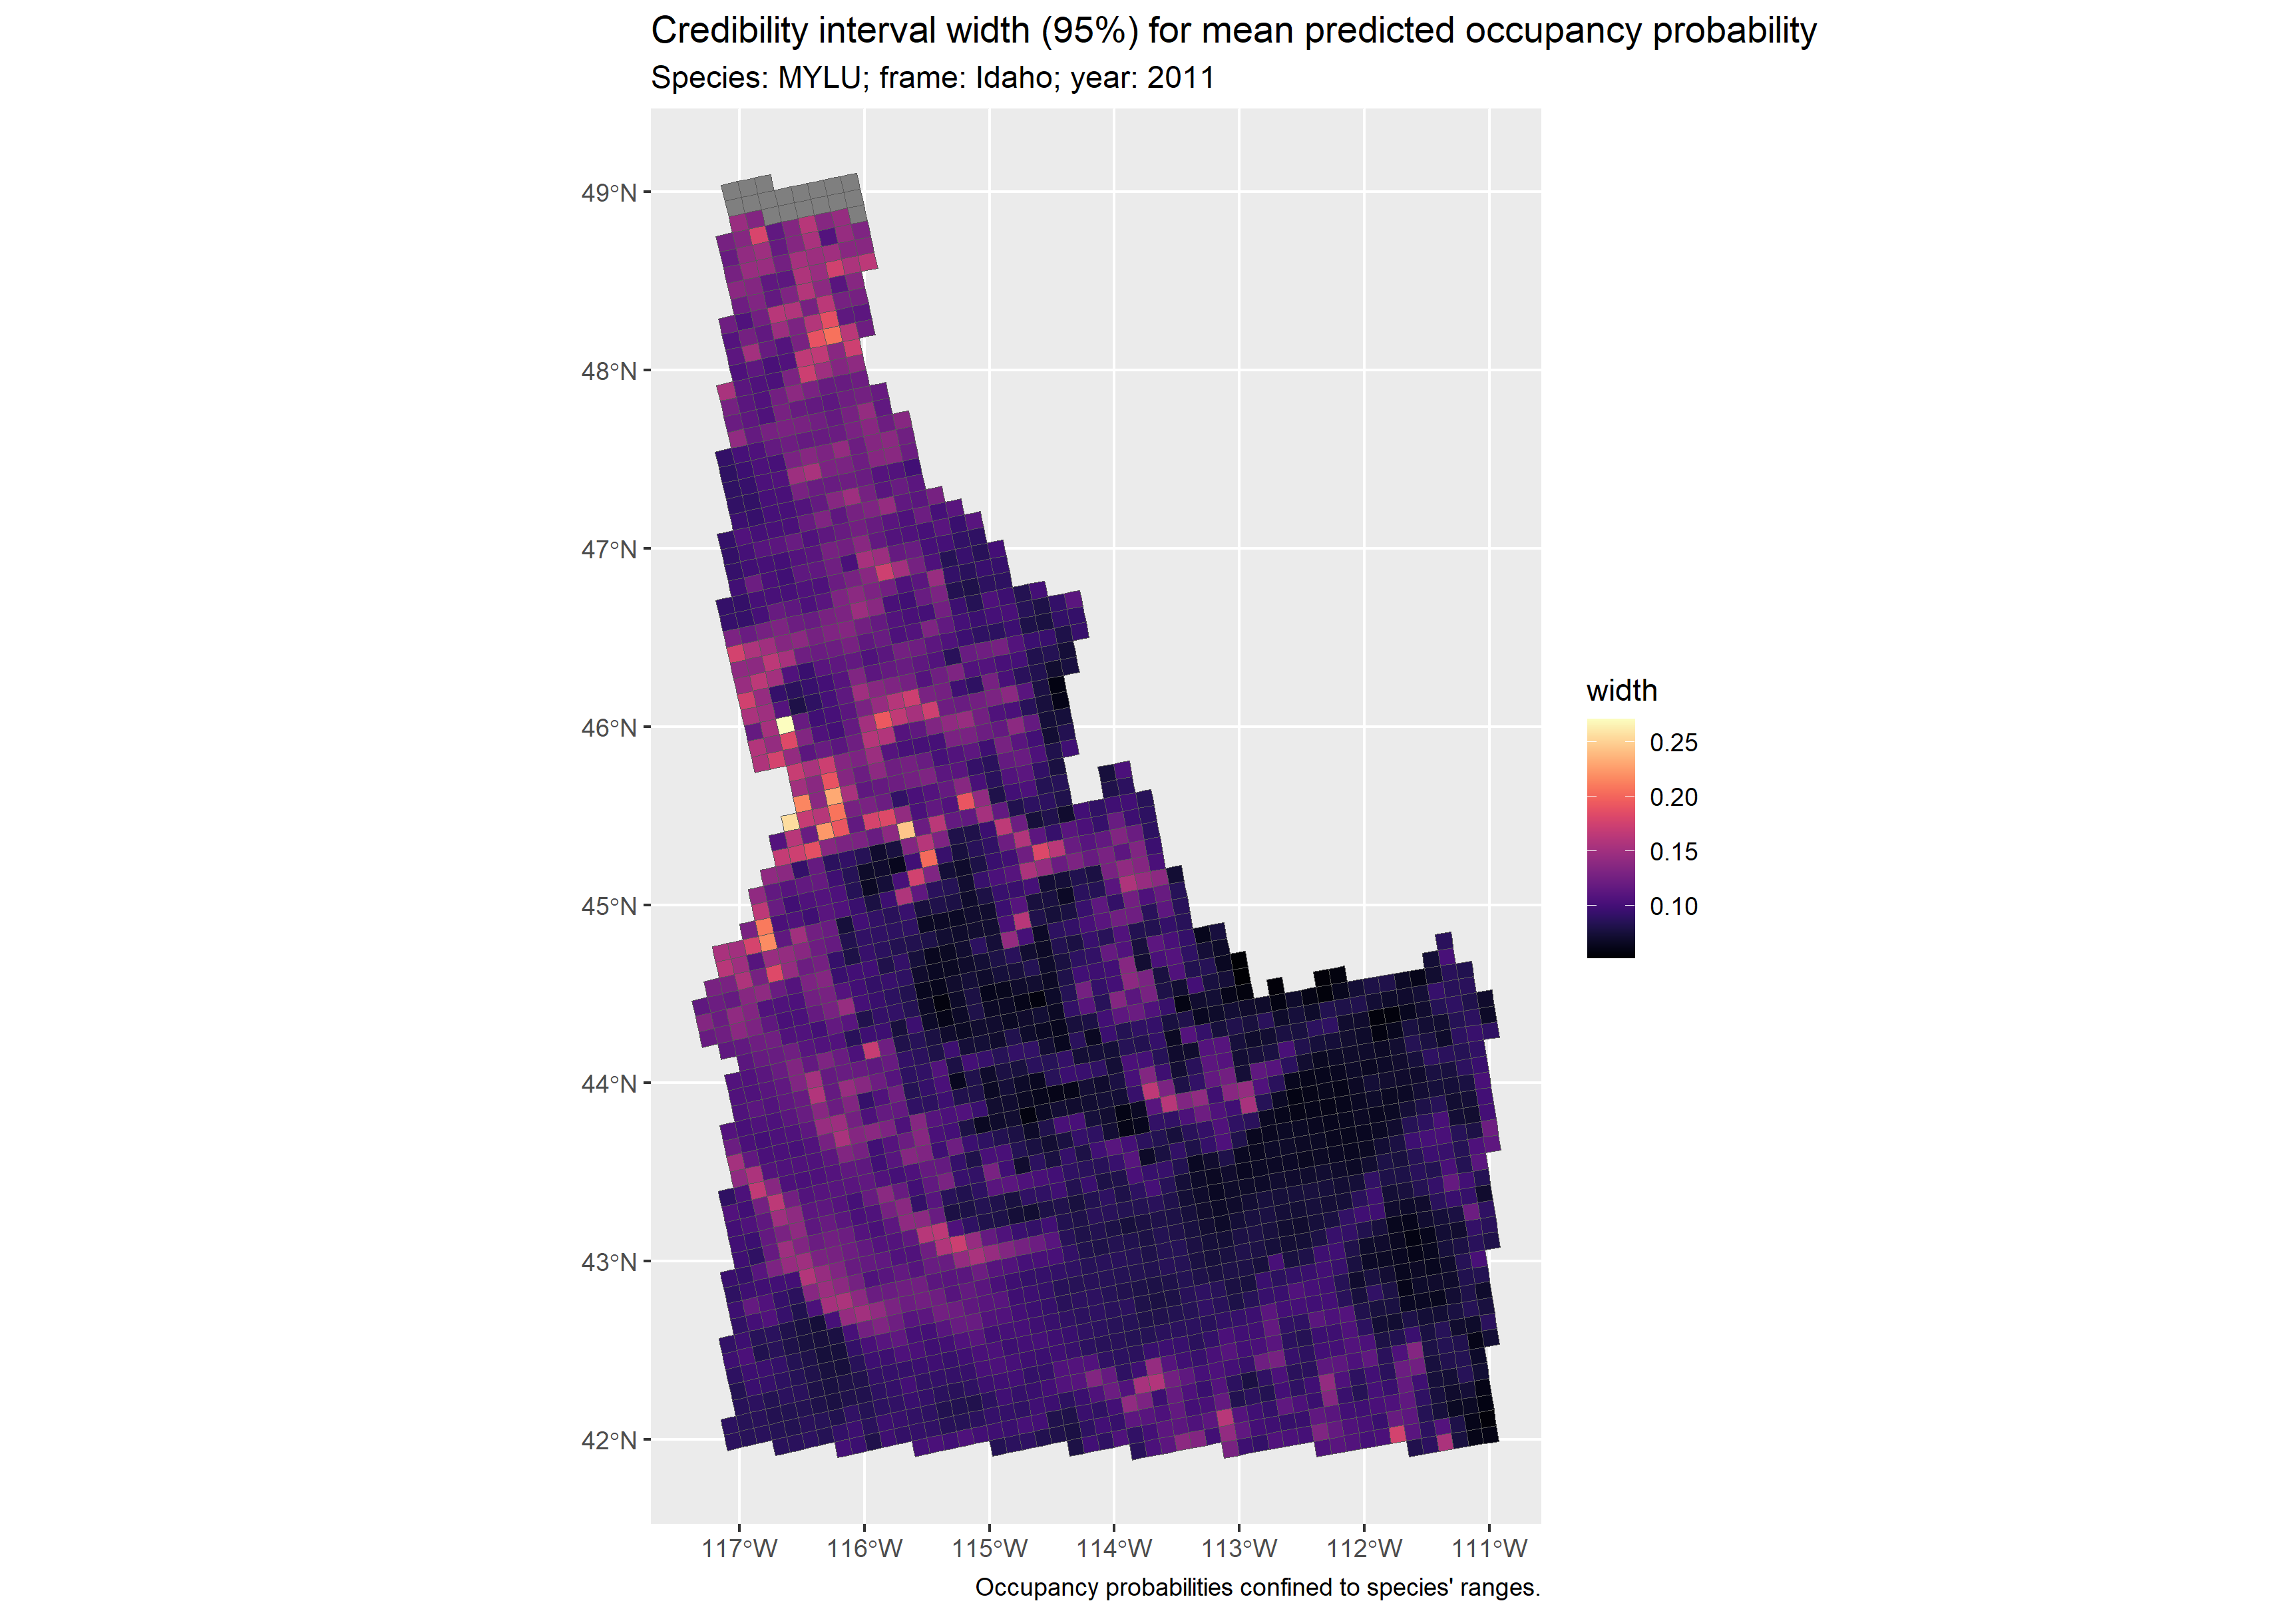 Credibility interval width (95%) for mean predicted occupancy probability
Species: MYLU; frame: Idaho; year: 2011
49°N
48°N
47°N
46°N
45°N
44°N
43°N
42°N
117°W 116°W 115°W 114°W 113°W 112°W 111°W
width
0.25
0.20
0.15
0.10
Occupancy probabilities confined to species' ranges.